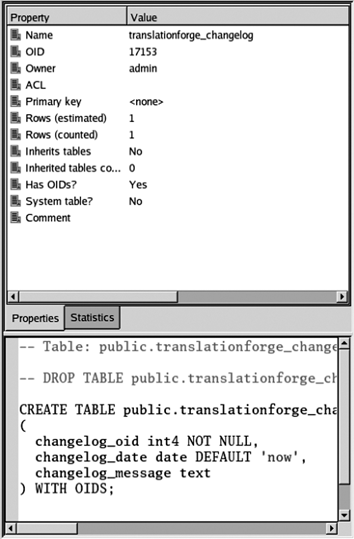 Property Value
Name translationforge_changelog
OID 17153
Owner admin
ACL
Primary key <none>
Rows (estimated) 1
Rows (counted) 1
Inherits tables No
Inherited tables co... 0
Has OIDs? Yes
System table? No
Comment
Properties Statistics
-- Table: public.translationforge_change
-- DROP TABLE public.translationforge_ch
CREATE TABLE public.translationforge_cha
(
changelog_oid int4 NOT NULL,
changelog_date date DEFAULT 'now',
changelog_message text
) WITH OIDS;